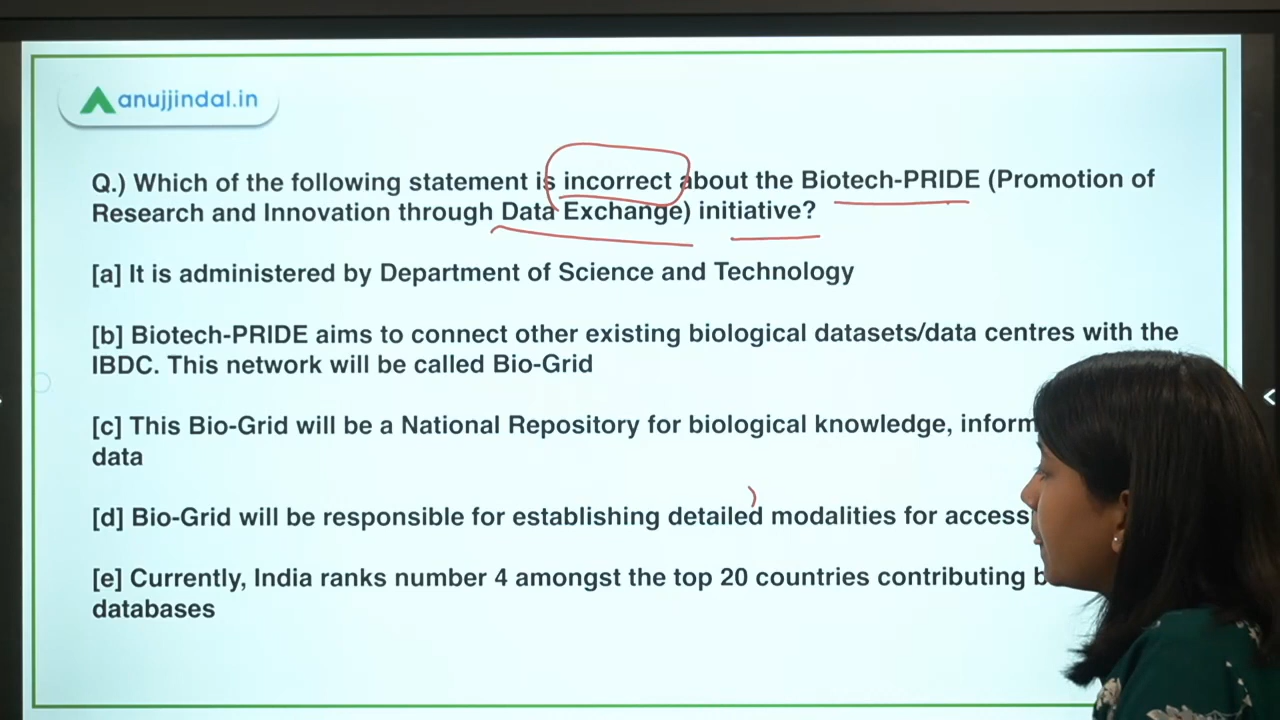 anujjindal.in
Q.) Which of the following statement is incorrect about the Biotech-PRIDE (Promotion of
Research and Innovation through Data Exchange) initiative?
[a] It is administered by Department of Science and Technology
[b] Biotech-PRIDE aims to connect other existing biological datasets/data centres with the
IBDC. This network will be called Bio-Grid
[c] This Bio-Grid will be a National Repository for biological knowledge,
data
[d] Bio-Grid will be responsible for establishing detailed modalities for access
[e] Currently, India ranks number 4 amongst the top 20 countries contributing
databases